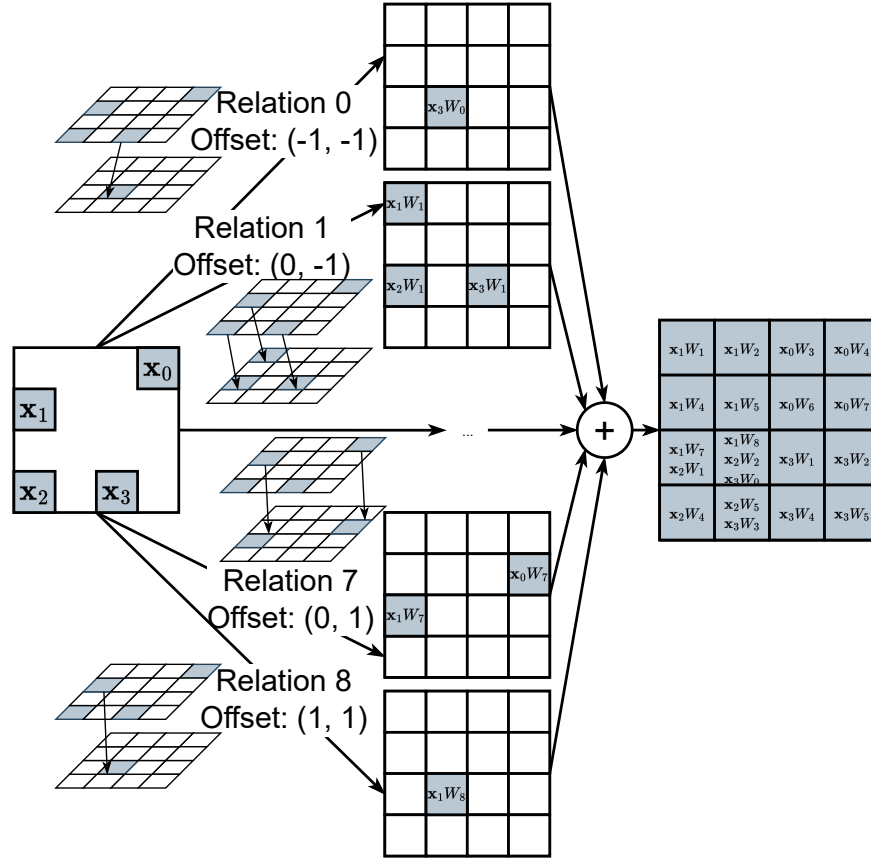 Relation 0
Offset: (-1, -1)
x₃W₀
Relation 1
Offset: (0, -1)
x₁W₁
x₂W₁ x₃W₁
x₀
x₁
x₂ x₃
...
+
x₁W₁ x₁W₂ x₀W₃ x₀W₄
x₁W₄ x₁W₅ x₀W₆ x₀W₇
x₁W₇ x₁W₈
x₂W₁ x₂W₂ x₃W₁ x₃W₂
x₃W₀
x₂W₄ x₂W₅ x₃W₄ x₃W₅
x₃W₃
Relation 7
Offset: (0, 1)
x₀W₇
x₁W₇
Relation 8
Offset: (1, 1)
x₁W₈